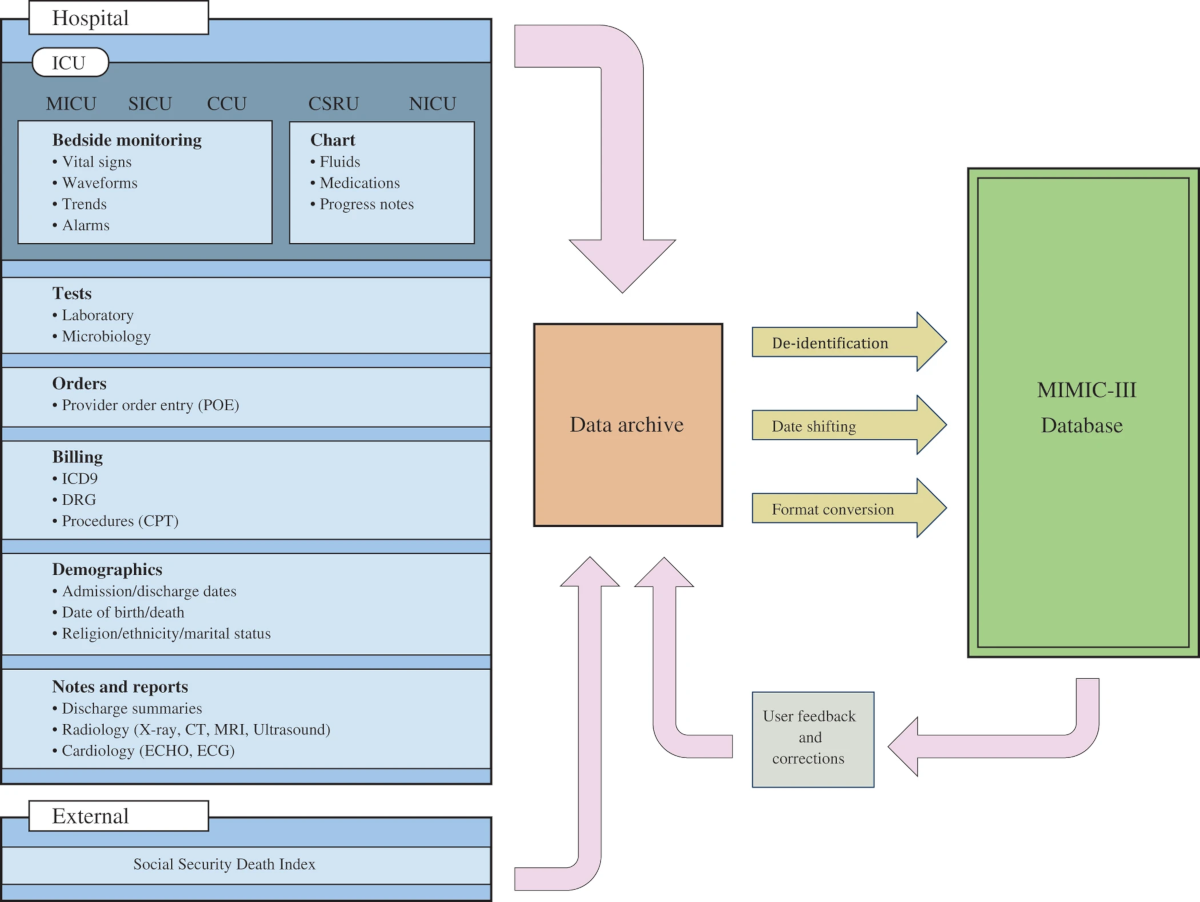 Hospital
ICU
MICU SICU CCU CSRU NICU
Bedside monitoring
• Vital signs
• Waveforms
• Trends
• Alarms
Chart
• Fluids
• Medications
• Progress notes
Tests
• Laboratory
• Microbiology
Orders
• Provider order entry (POE)
Billing
• ICD9
• DRG
• Procedures (CPT)
Demographics
• Admission/discharge dates
• Date of birth/death
• Religion/ethnicity/marital status
Notes and reports
• Discharge summaries
• Radiology (X-ray, CT, MRI, Ultrasound)
• Cardiology (ECHO, ECG)
External
Social Security Death Index
Data archive
De-identification
Date shifting
Format conversion
MIMIC-III
Database
User feedback
and
corrections